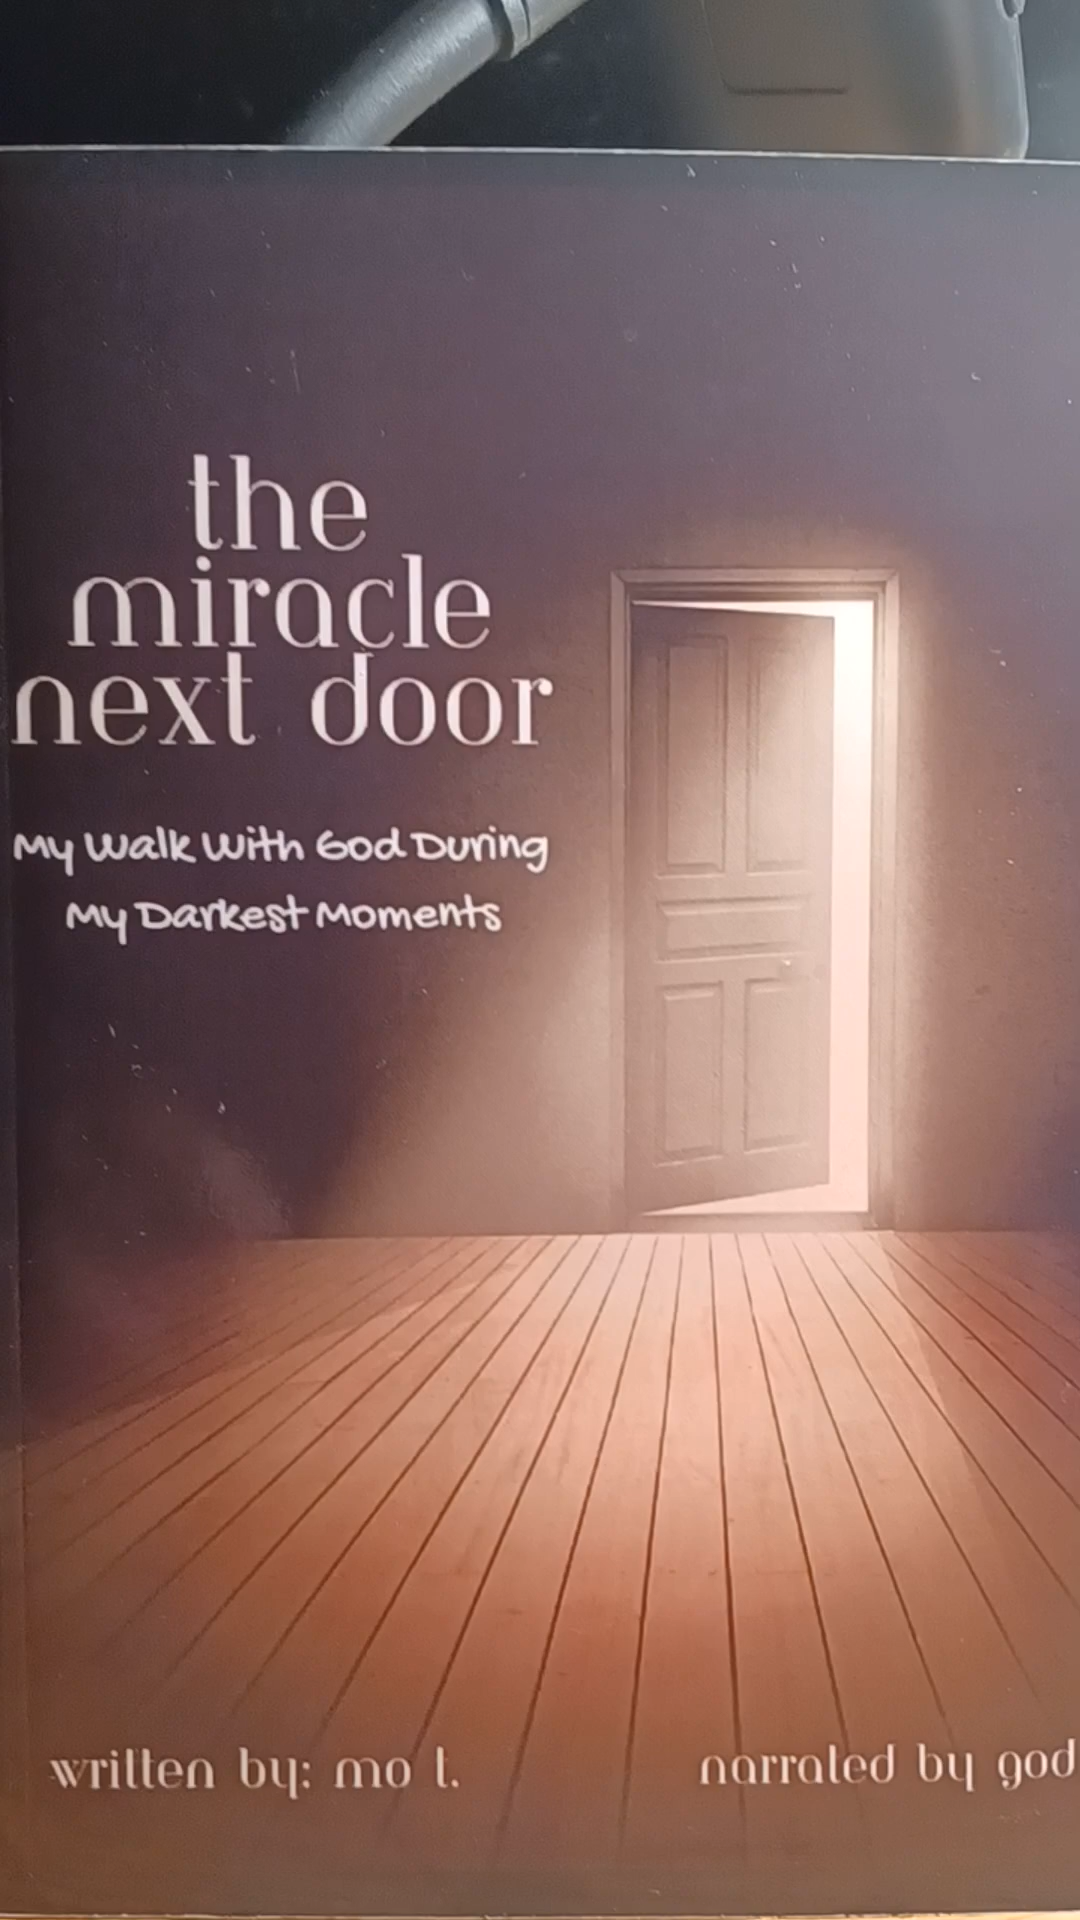 the
miracle
next door
My Walk With God During
My Darkest Moments
written by: mo t.
narrated by god